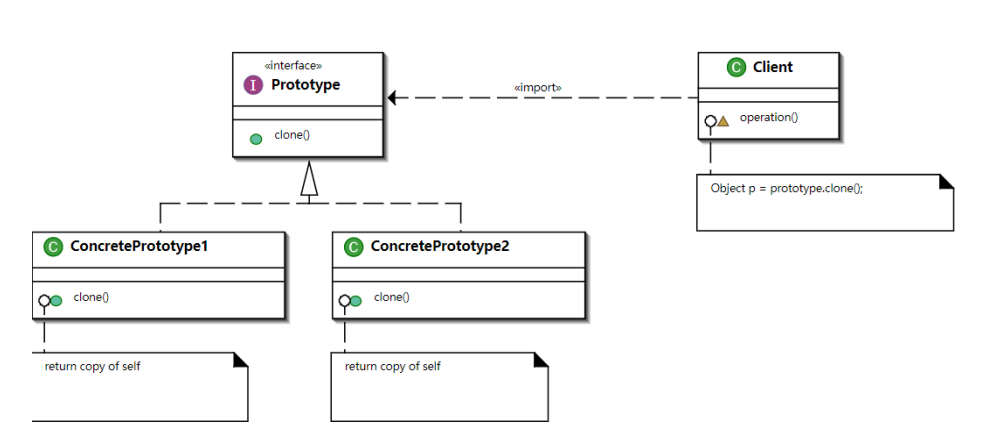 «interface»
I Prototype
clone()
«import»
C Client
operation()
Object p = prototype.clone();
C ConcretePrototype1
clone()
return copy of self
C ConcretePrototype2
clone()
return copy of self